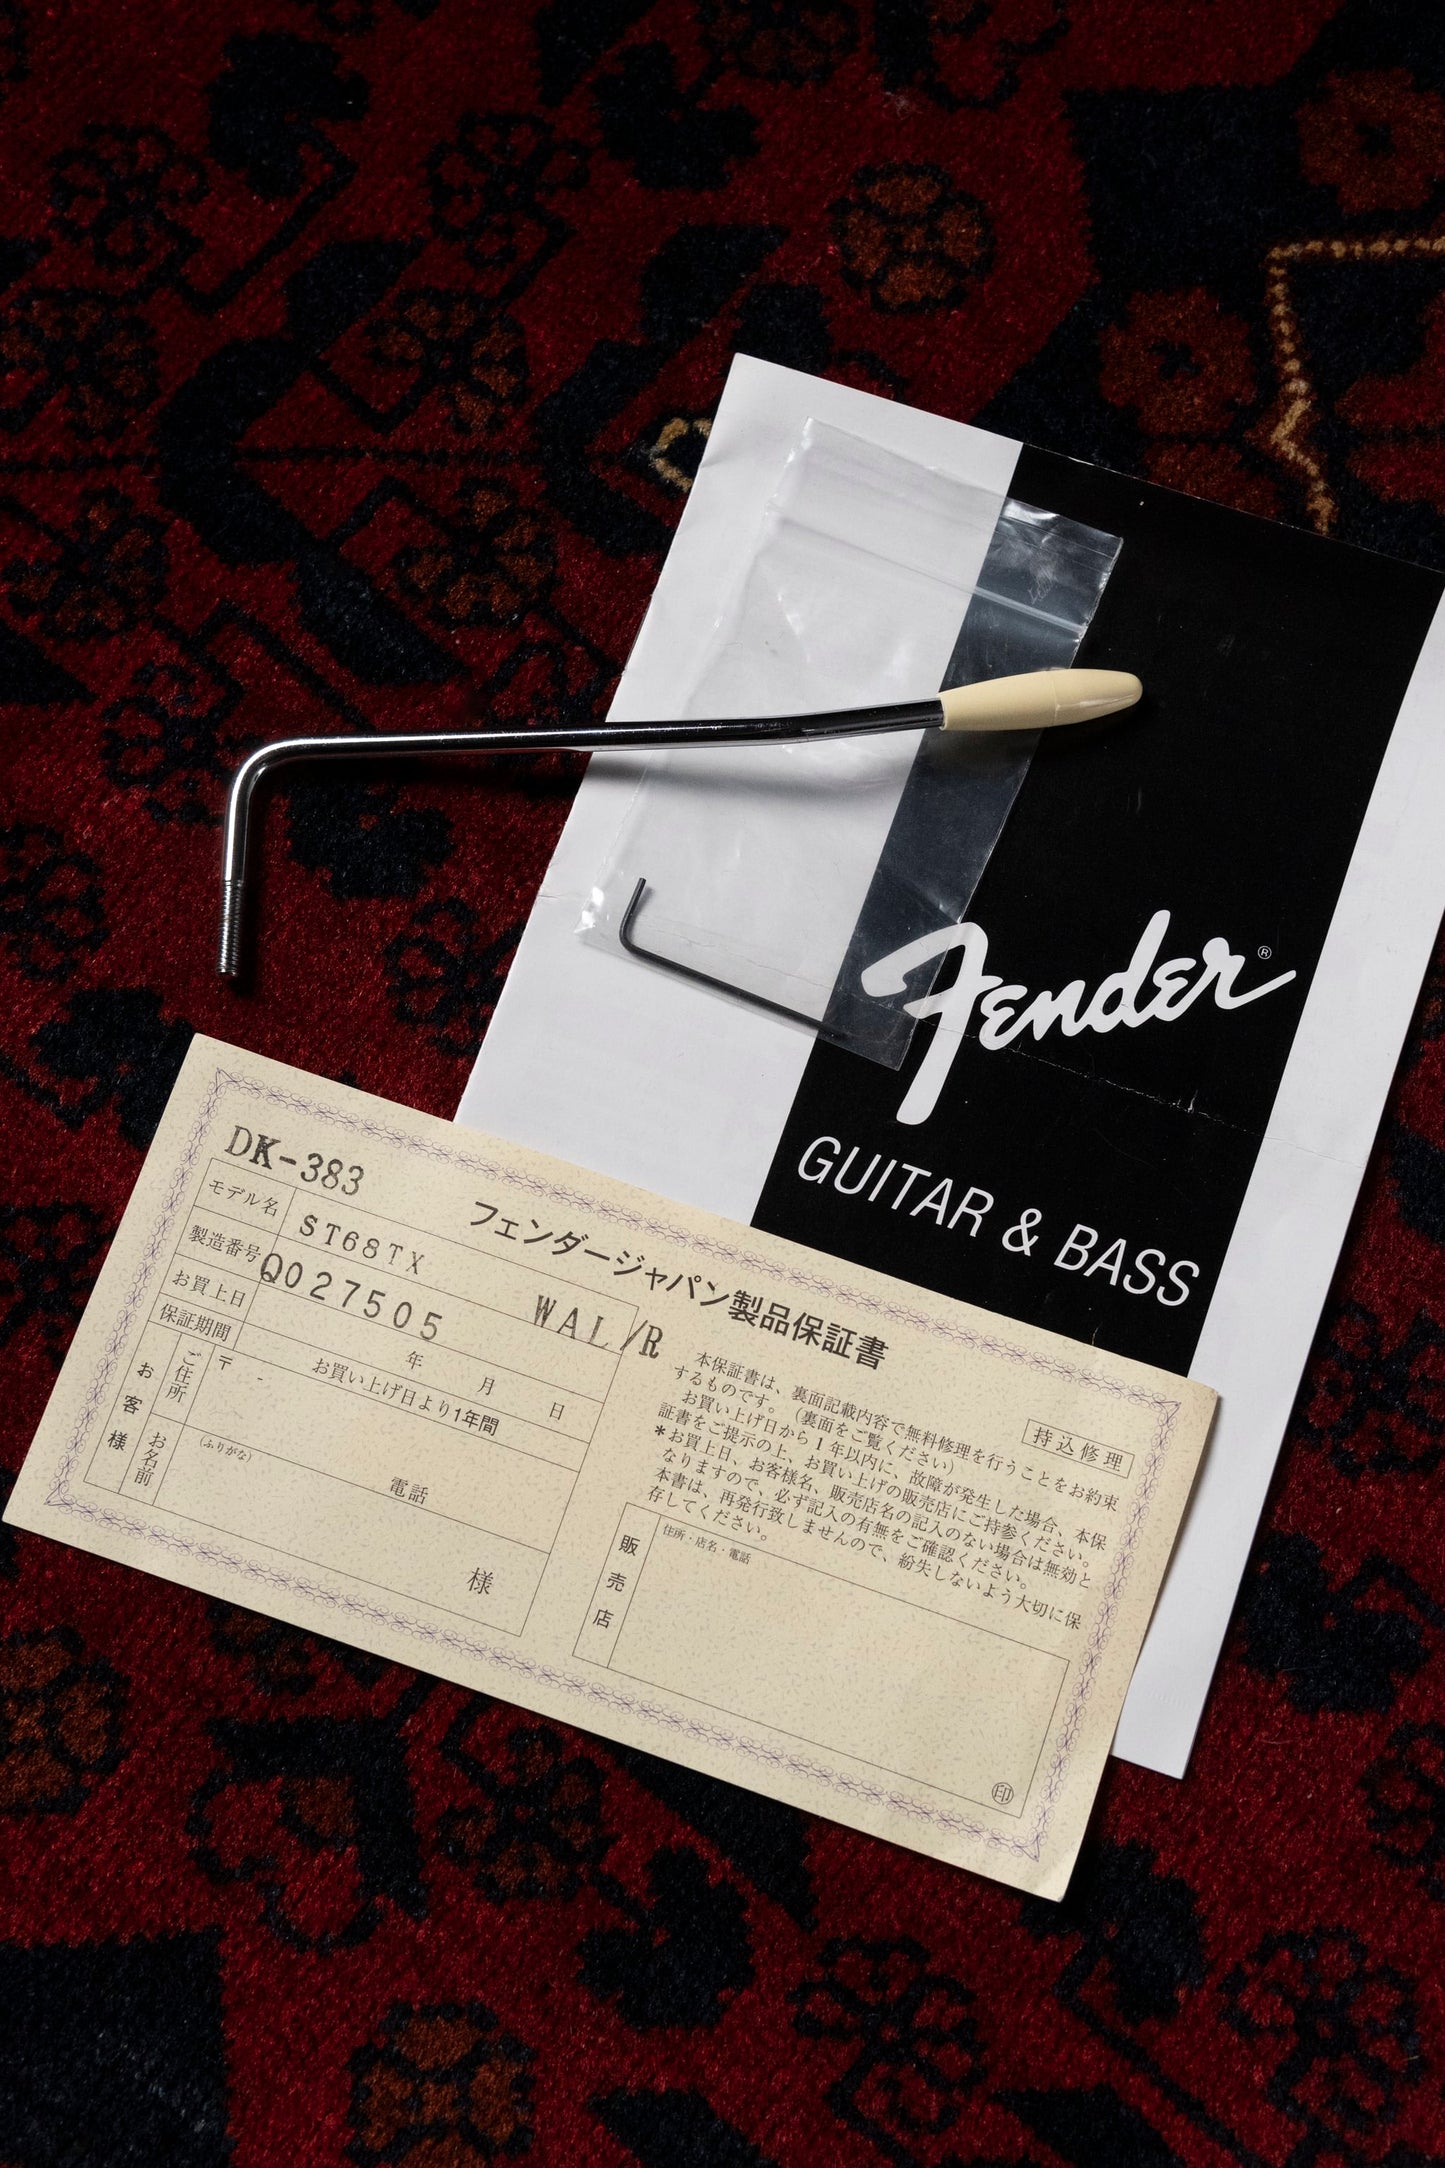 Fender®
GUITAR & BASS
DK-383
フェンダージャパン製品保証書
モデル名 ST68TX WAL/R
製造番号 Q027505
お買上日 年 月 日
保証期間 お買い上げ日より1年間
お客様
ご住所 〒 -
電話
お名前 (ふりがな)
様
持込修理
本保証書は、裏面記載内容で無料修理を行うことをお約束
するものです。(裏面をご覧ください)
お買い上げ日から1年以内に、故障が発生した場合、本保
証書をご提示の上、お買い上げの販売店にご持参ください。
*お買上日、お客様名、販売店名の記入のない場合は無効と
なりますので、必ず記入の有無をご確認ください。
本書は、再発行致しませんので、紛失しないよう大切に保
存してください。
販売店
住所・店名・電話
印